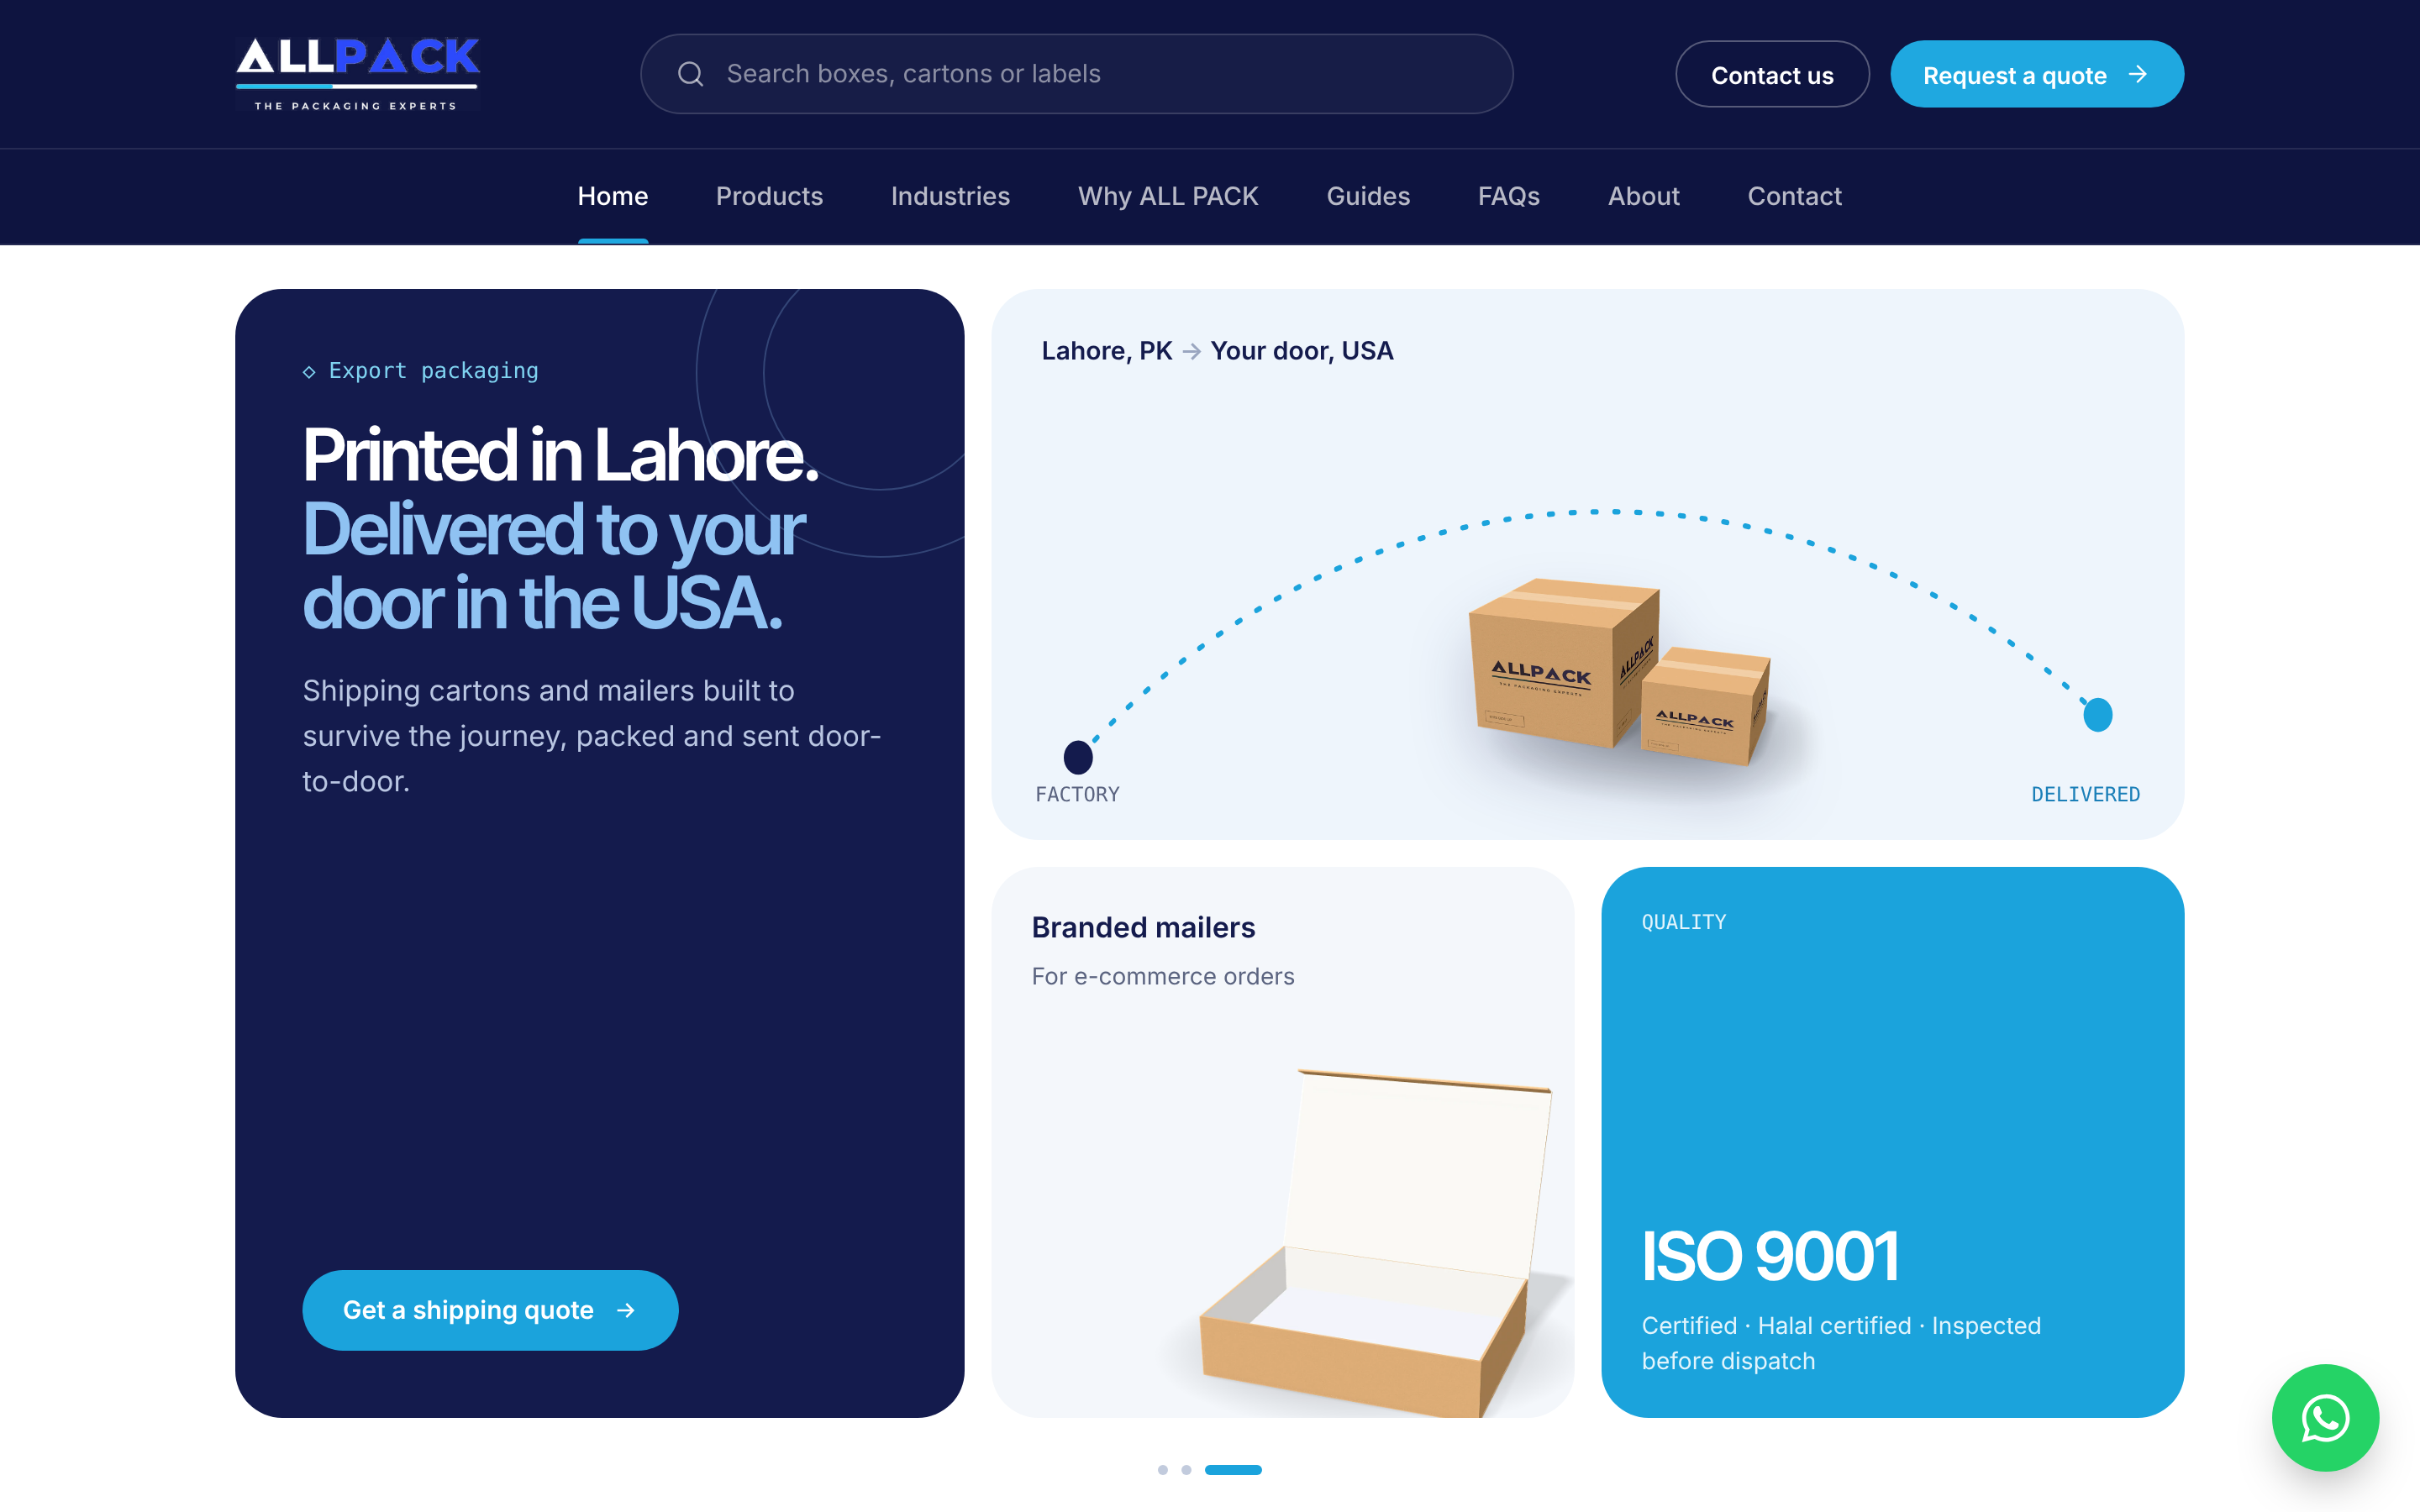 ALLPACK
THE PACKAGING EXPERTS
Search boxes, cartons or labels
Contact us
Request a quote →
Home
Products
Industries
Why ALL PACK
Guides
FAQs
About
Contact
◇ Export packaging
Printed in Lahore.
Delivered to your
door in the USA.
Shipping cartons and mailers built to
survive the journey, packed and sent door-
to-door.
Get a shipping quote →
Lahore, PK → Your door, USA
ALLPACK
THE PACKAGING EXPERTS
ALLPACK
ALLPACK
FACTORY
DELIVERED
Branded mailers
For e-commerce orders
QUALITY
ISO 9001
Certified · Halal certified · Inspected
before dispatch